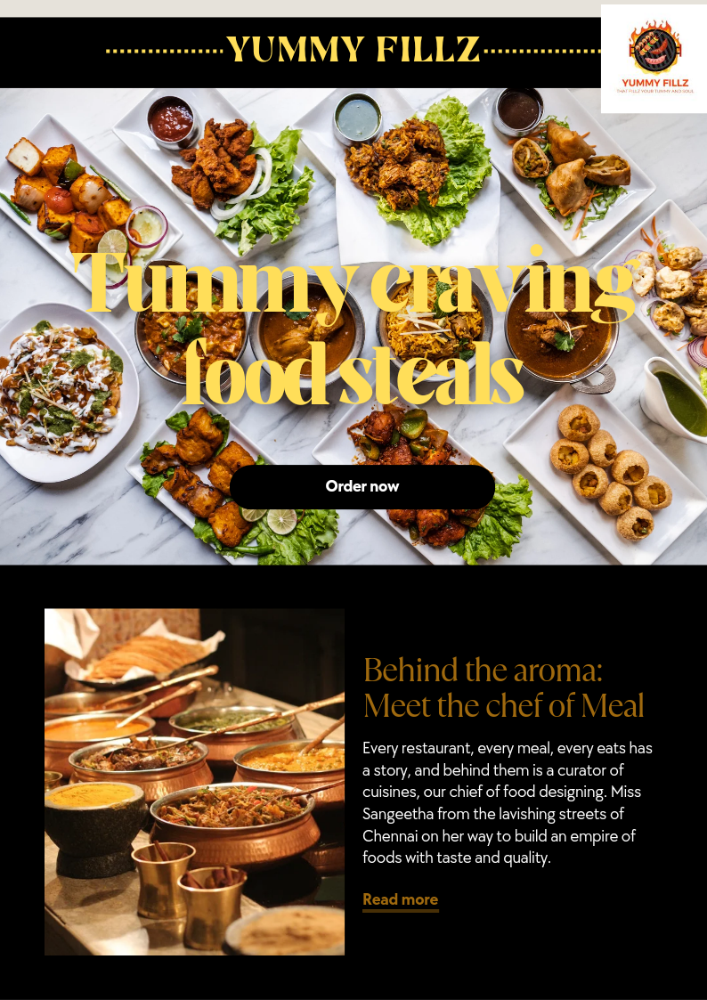 YUMMY FILLZ
YUMMY FILLZ
THAT FILLZ YOUR TUMMY AND SOUL
Tummy craving
food steals
Order now
Behind the aroma:
Meet the chef of Meal
Every restaurant, every meal, every eats has
a story, and behind them is a curator of
cuisines, our chief of food designing. Miss
Sangeetha from the lavishing streets of
Chennai on her way to build an empire of
foods with taste and quality.
Read more